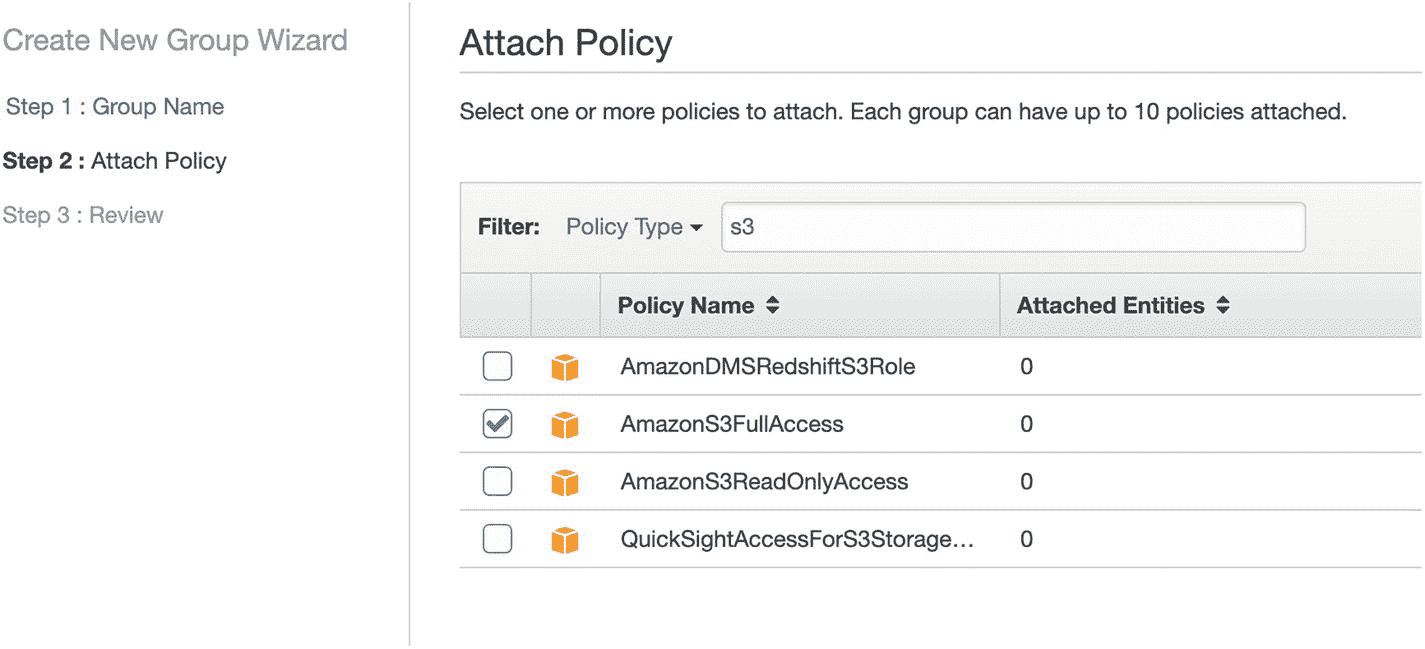 Create New Group Wizard
Step 1 : Group Name
Step 2 : Attach Policy
Step 3 : Review
Attach Policy
Select one or more policies to attach. Each group can have up to 10 policies attached.
Filter: Policy Type s3
Policy Name Attached Entities
AmazonDMSRedshiftS3Role 0
AmazonS3FullAccess 0
AmazonS3ReadOnlyAccess 0
QuickSightAccessForS3Storage... 0